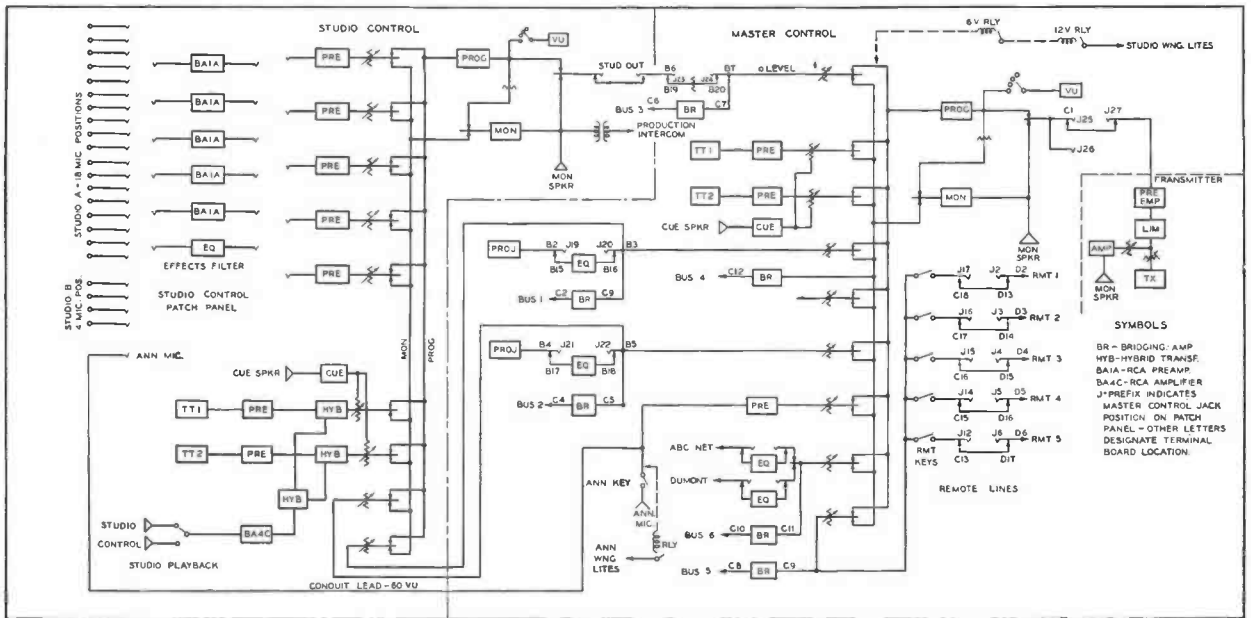 STUDIO CONTROL
MASTER CONTROL
6V RLY
12V RLY
STUDIO WNG. LITES
STUDIO A - 18 MIC POSITIONS
BA1A
BA1A
BA1A
BA1A
BA1A
EQ
EFFECTS FILTER
STUDIO CONTROL
PATCH PANEL
STUDIO B
4 MIC. POS.
PRE
PRE
PRE
PRE
PRE
PROG
VU
MON
MON
SPKR
PRODUCTION
INTERCOM
STUD OUT
B6
J23
J24
B7
B19
B20
LEVEL
BUS 3
C6
BR
C7
TT1
PRE
TT2
PRE
CUE SPKR
CUE
PROJ
B2
J19
J20
B3
EQ
B15
B16
BUS 1
C2
BR
C9
BUS 4
C12
BR
PROJ
B4
J21
J22
B5
EQ
B17
B18
BUS 2
C4
BR
C5
MON
PROG
ANN MIC.
CUE SPKR
CUE
TT1
PRE
HYB
TT2
PRE
HYB
HYB
STUDIO
CONTROL
BA4C
STUDIO PLAYBACK
CONDUIT LEAD-60 VU
PRE
ANN KEY
ANN
MIC.
RLY
ANN
WNG
LITES
ABC NET
EQ
DUMONT
EQ
BUS 6
C10
BR
C11
BUS 5
C8
BR
C9
PROG
VU
C1
J25
J27
J26
MON
MON
SPKR
TRANSMITTER
PRE
EMP
LIM
AMP
TX
MON
SPKR
J17
J2
D2
RMT 1
C18
D13
J16
J3
D3
RMT 2
C17
D14
J15
J4
D4
RMT 3
C16
D15
J14
J5
D5
RMT 4
C15
D16
J12
J6
D6
RMT 5
C13
D17
RMT
KEYS
REMOTE LINES
SYMBOLS
BR - BRIDGING AMP
HYB-HYBRID TRANSF.
BA1A-RCA PREAMP.
BA4C-RCA AMPLIFIER
J-PREFIX INDICATES
MASTER CONTROL JACK
POSITION ON PATCH
PANEL - OTHER LETTERS
DESIGNATE TERMINAL
BOARD LOCATION.